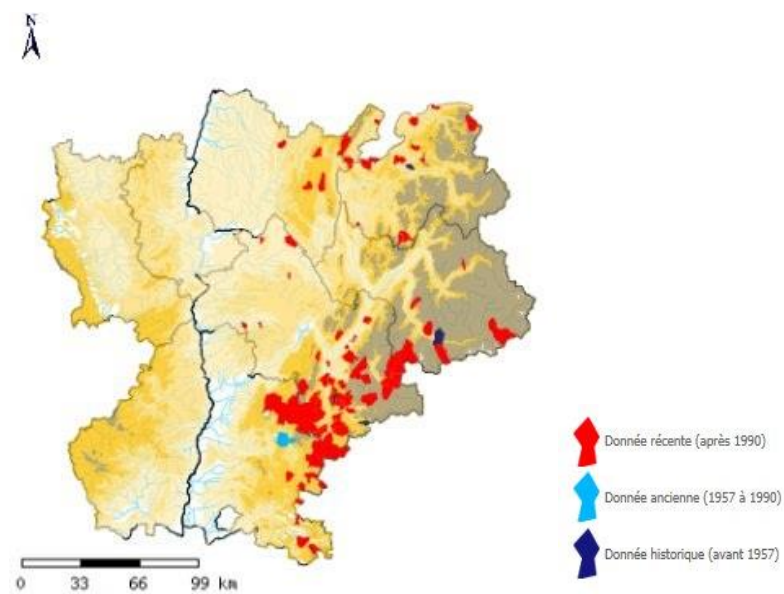 N
Donnée récente (après 1990)
Donnée ancienne (1957 à 1990)
Donnée historique (avant 1957)
0 33 66 99 km